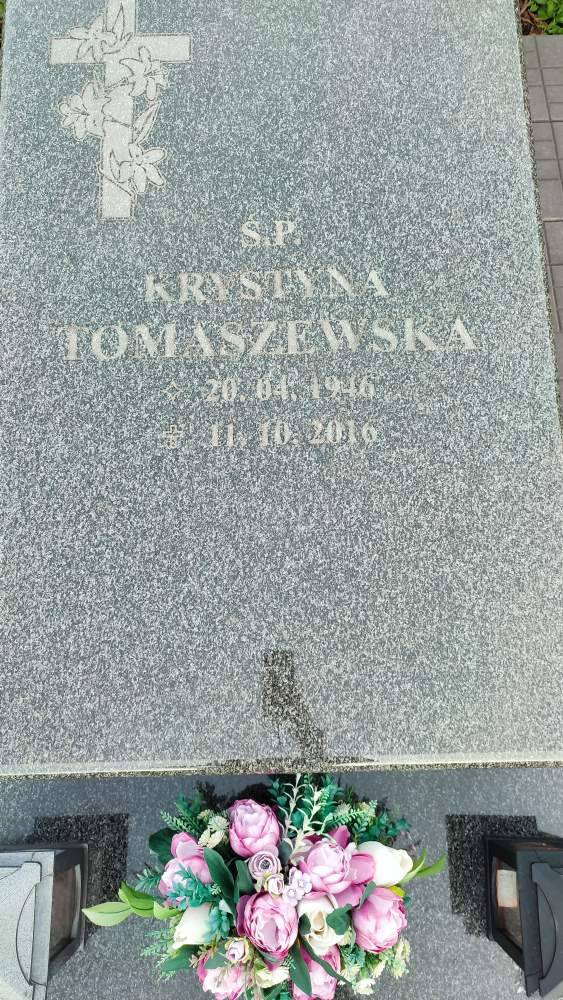 Ś.P.
KRYSTYNA
TOMASZEWSKA
20. 04. 1946
11. 10. 2016